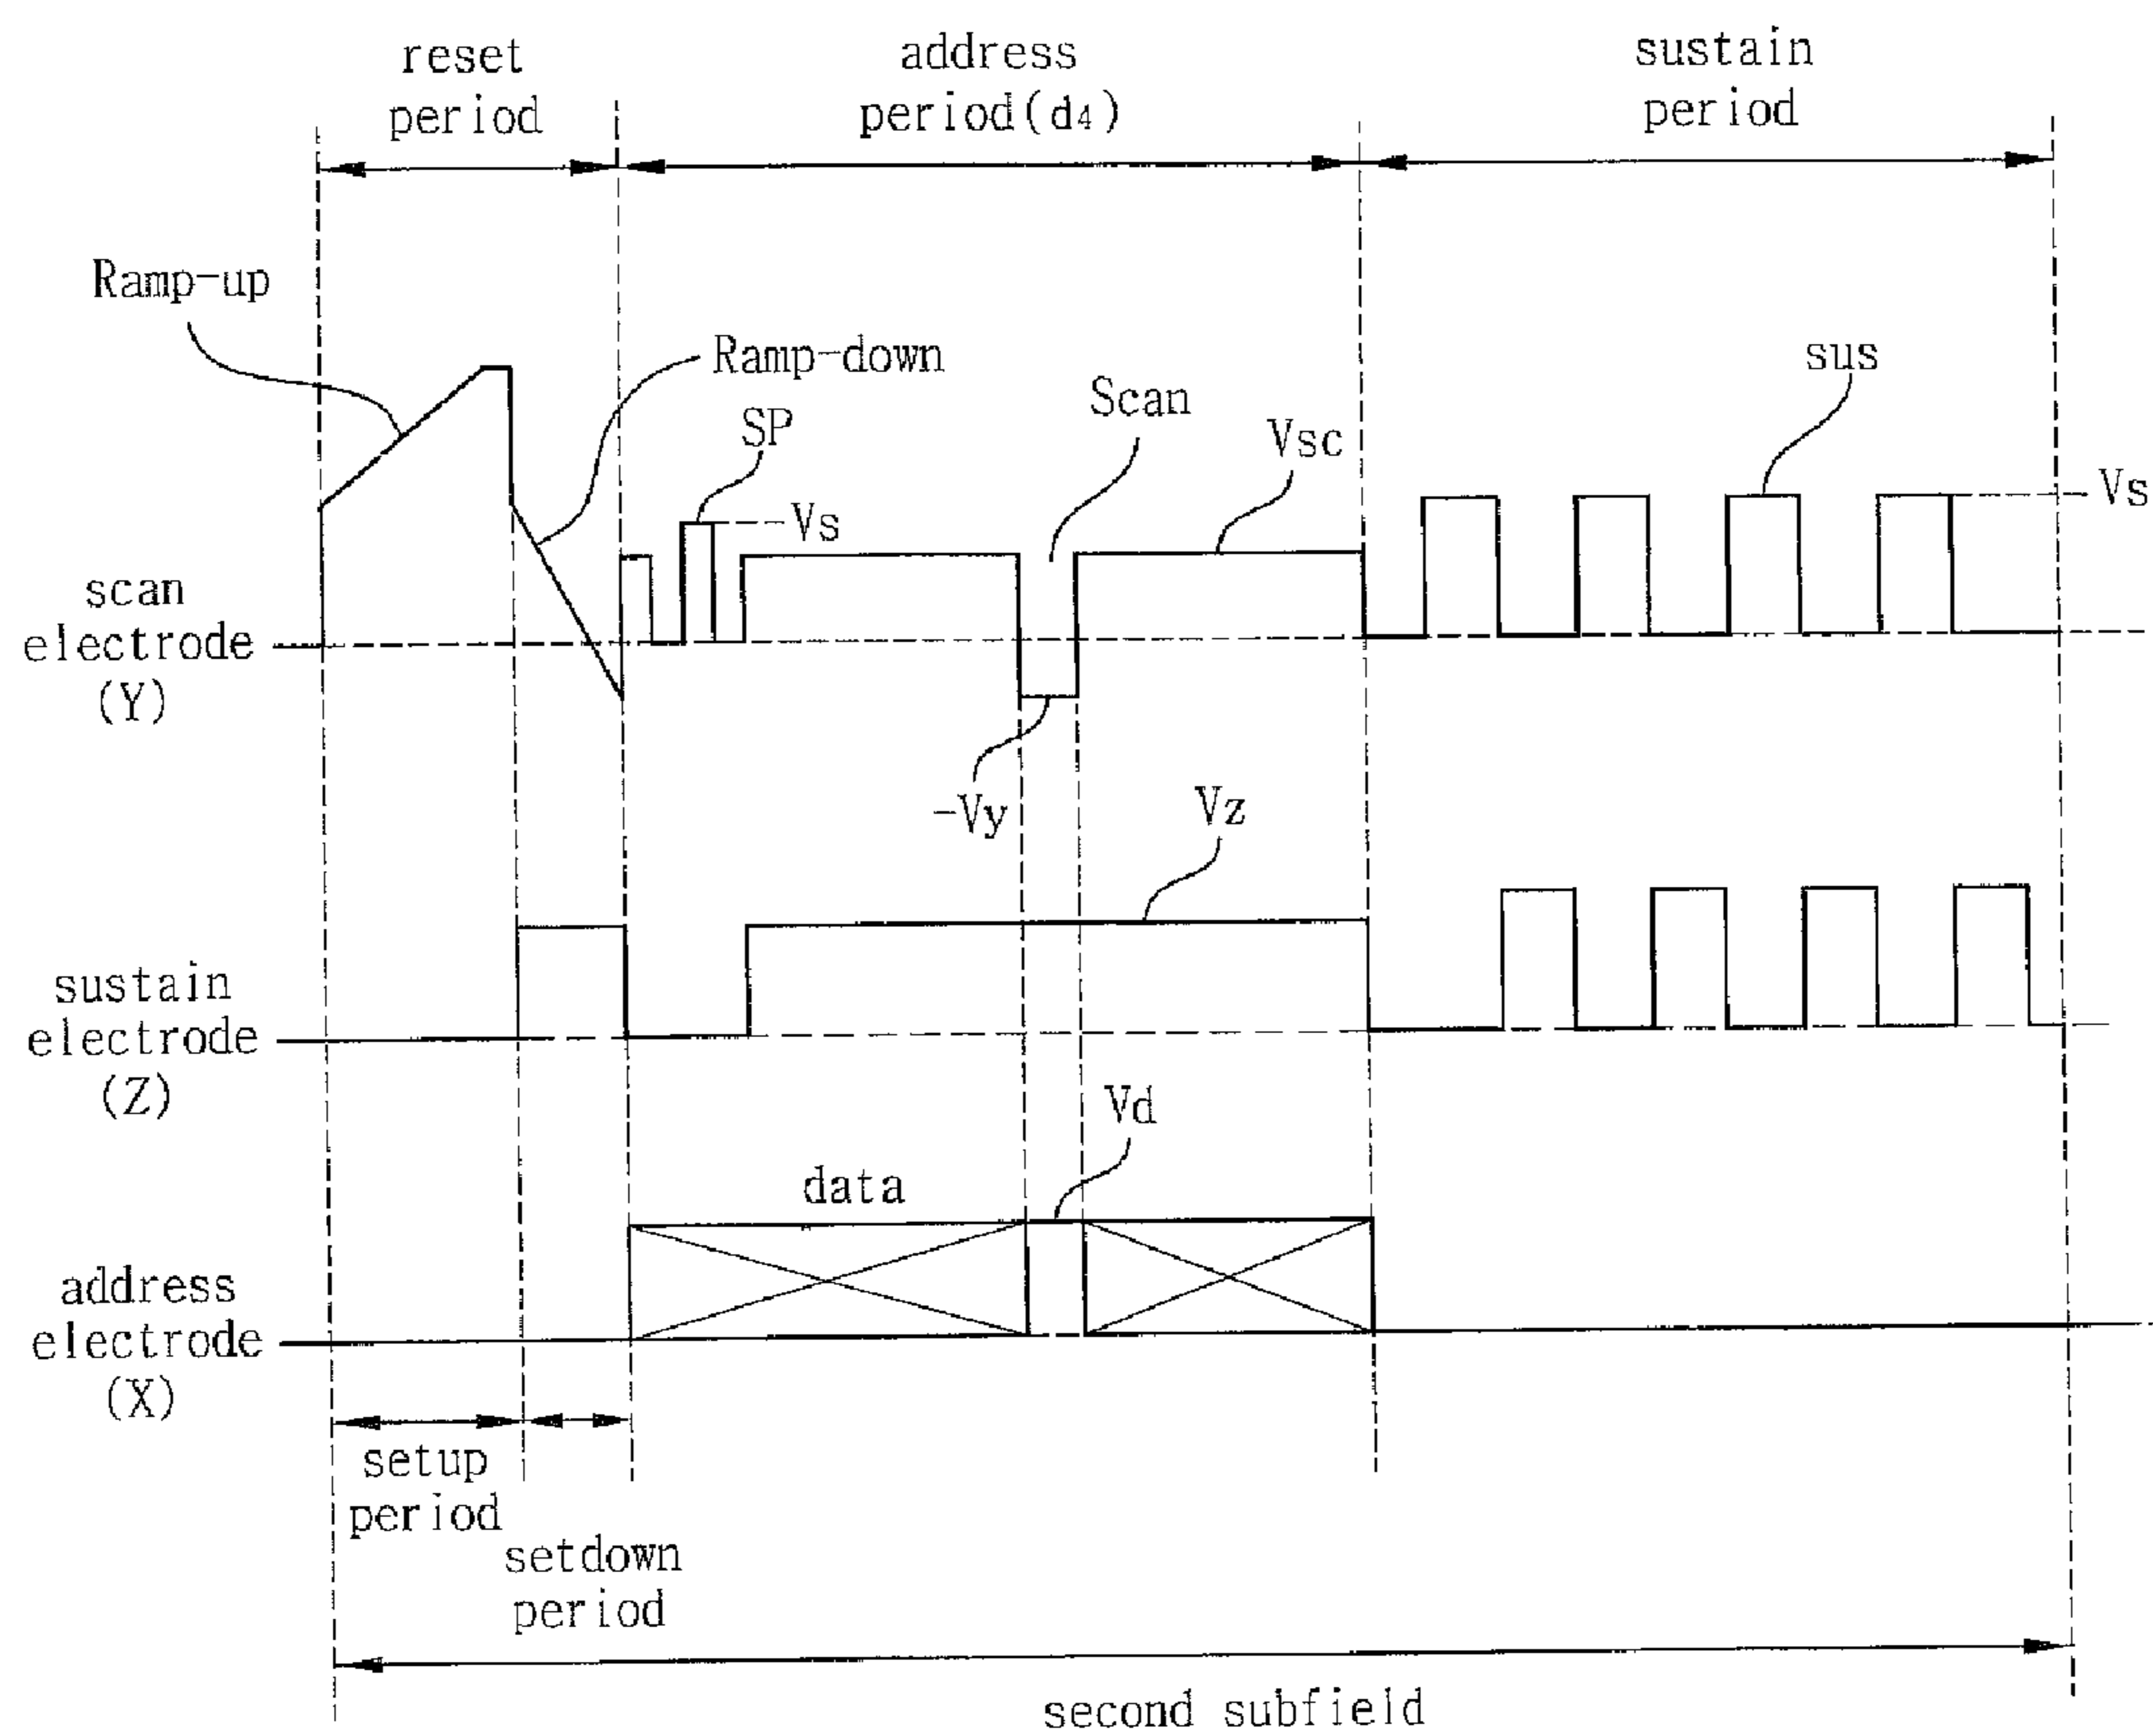 reset
period
address
period(d4)
sustain
period
Ramp-up
Ramp-down
SP
Vs
Scan
Vsc
sus
Vs
scan
electrode
(Y)
-Vy
Vz
sustain
electrode
(Z)
Vd
data
address
electrode
(X)
setup
period
setdown
period
second subfield